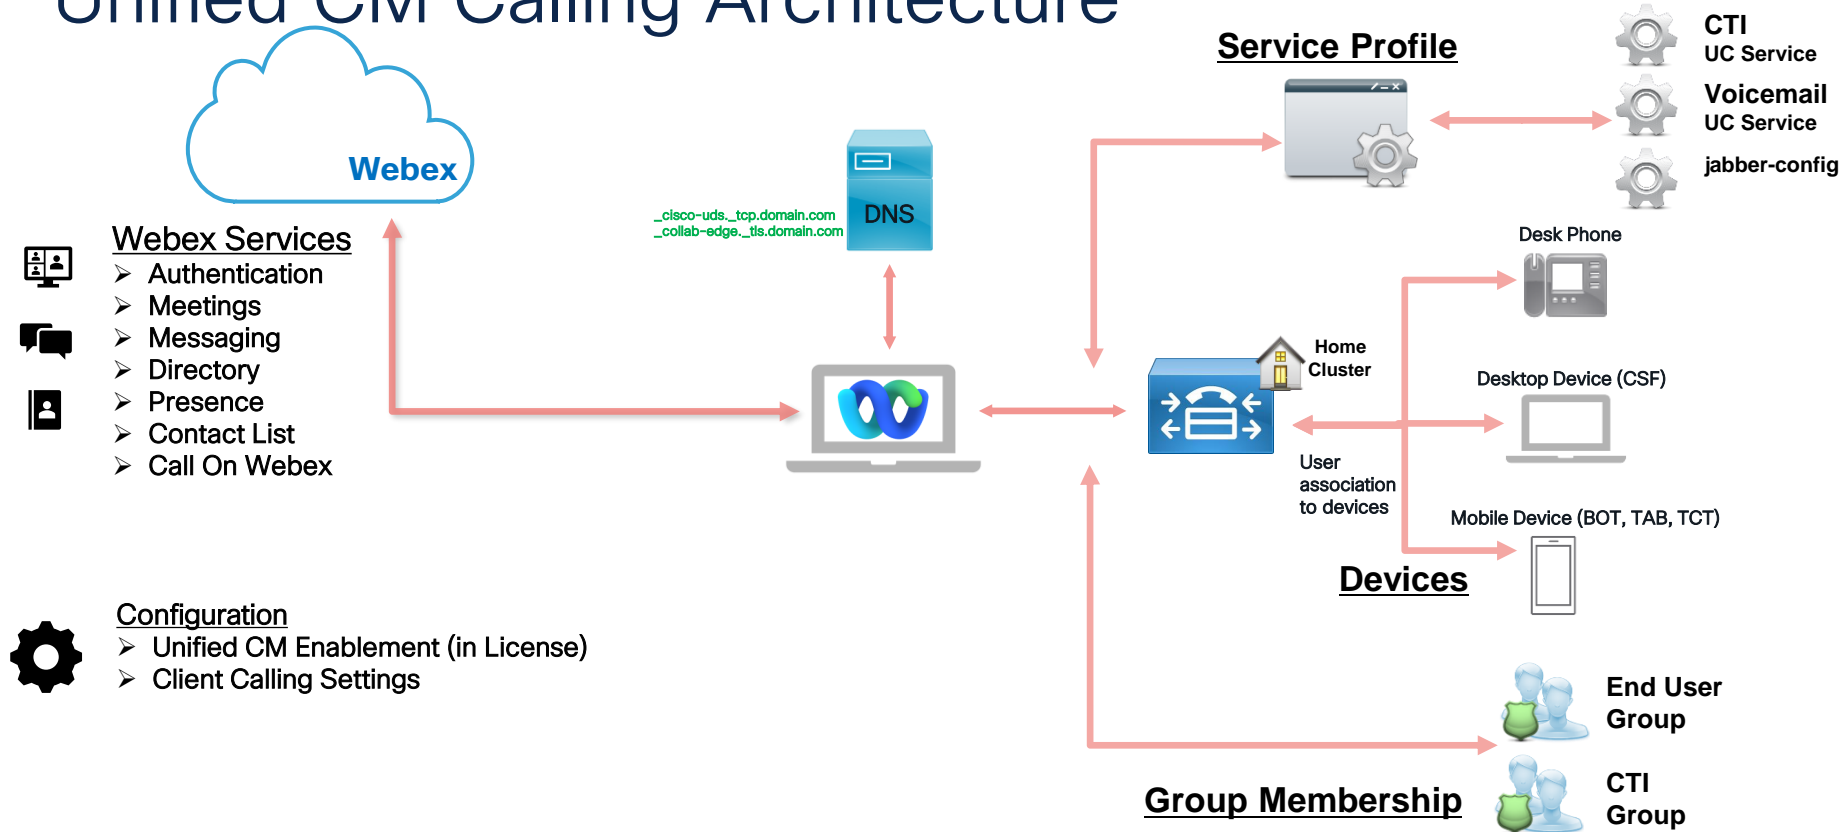 Unified CM Calling Architecture
Webex
Webex Services
➢ Authentication
➢ Meetings
➢ Messaging
➢ Directory
➢ Presence
➢ Contact List
➢ Call On Webex
Configuration
➢ Unified CM Enablement (in License)
➢ Client Calling Settings
_cisco-uds._tcp.domain.com
_collab-edge._tls.domain.com
DNS
Service Profile
CTI
UC Service
Voicemail
UC Service
jabber-config
Home
Cluster
User
association
to devices
Desk Phone
Desktop Device (CSF)
Mobile Device (BOT, TAB, TCT)
Devices
End User
Group
Group Membership
CTI
Group